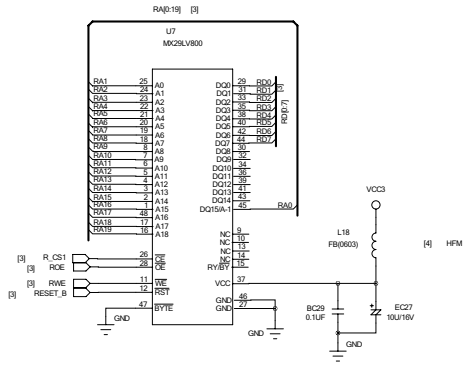 RA[0:19] [3]
U7
MX29LV800
RA1 25 A0 DQ0 29 RD0
RA2 24 A1 DQ1 31 RD1
RA3 23 A2 DQ2 33 RD2
RA4 22 A3 DQ3 35 RD3
RA5 21 A4 DQ4 38 RD4
RA6 20 A5 DQ5 40 RD5
RA7 19 A6 DQ6 42 RD6
RA8 18 A7 DQ7 44 RD7
RA9 8 A8 DQ8 30
RA10 7 A9 DQ9 32
RA11 6 A10 DQ10 34
RA12 5 A11 DQ11 36
RA13 4 A12 DQ12 39
RA14 3 A13 DQ13 41
RA15 2 A14 DQ14 43
RA16 1 A15 DQ15/A-1 45 RA0
RA17 48 A16
RA18 17 A17
RA19 16 A18
RD[0:7] [3]
NC 9
NC 10
NC 13
NC 14
RY/BY 15
[3] R_CS1 26 CE
[3] ROE 28 OE
[3] RWE 11 WE
[3] RESET_B 12 RST
47 BYTE
GND
VCC 37
GND 46
GND 27
GND
VCC3
L18
FB(0603)
[4] HFM
BC29
0.1UF
EC27
10U/16V
GND